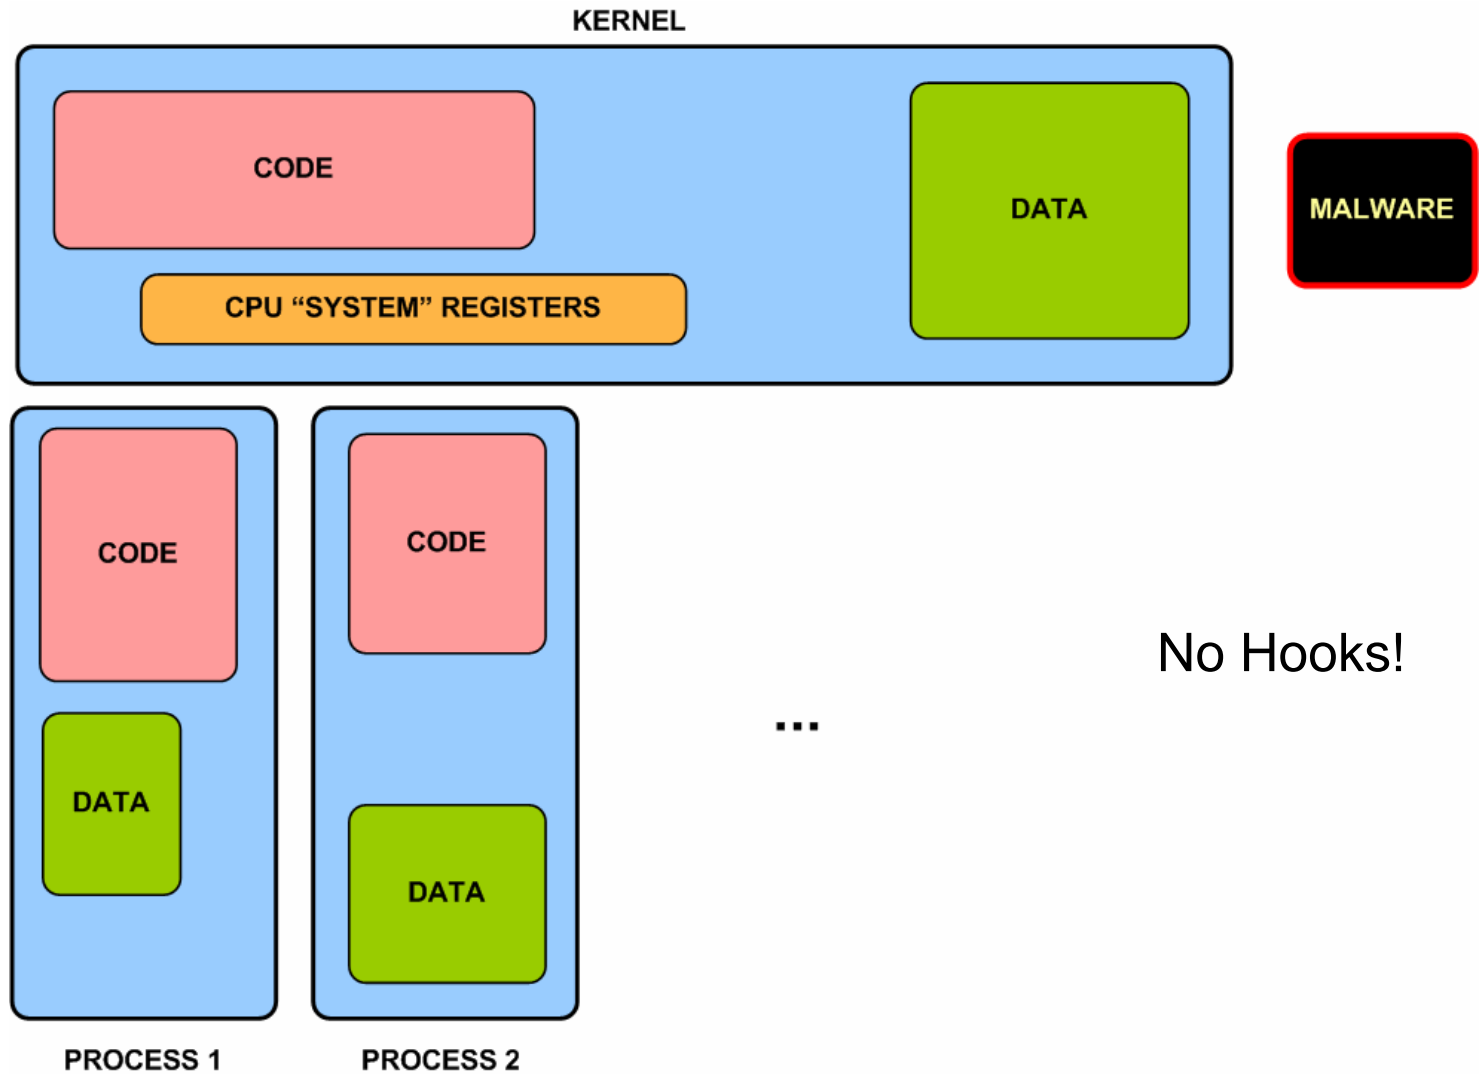 KERNEL
CODE
DATA
MALWARE
CPU “SYSTEM” REGISTERS
CODE
CODE
No Hooks!
...
DATA
DATA
PROCESS 1
PROCESS 2